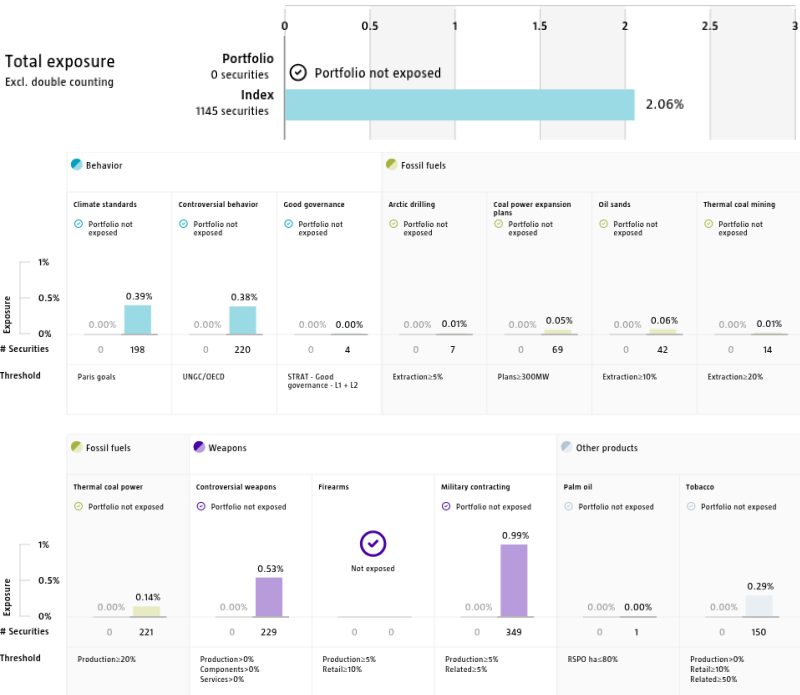 0 0.5 1 1.5 2 2.5 3
Total exposure
Excl. double counting
Portfolio
0 securities
Portfolio not exposed
Index
1145 securities
2.06%
Behavior
Fossil fuels
Climate standards
Controversial behavior
Good governance
Arctic drilling
Coal power expansion
plans
Oil sands
Thermal coal mining
Portfolio not
exposed
Portfolio not
exposed
Portfolio not
exposed
Portfolio not
exposed
Portfolio not
exposed
Portfolio not
exposed
Portfolio not
exposed
Exposure
1%
0.5%
0%
0.00% 0.39%
0.00% 0.38%
0.00% 0.00%
0.00% 0.01%
0.00% 0.05%
0.00% 0.06%
0.00% 0.01%
# Securities
0 198
0 220
0 4
0 7
0 69
0 42
0 14
Threshold
Paris goals
UNGC/OECD
STRAT - Good
governance - L1 + L2
Extraction≥5%
Plans≥300MW
Extraction≥10%
Extraction≥20%
Fossil fuels
Weapons
Other products
Thermal coal power
Controversial weapons
Firearms
Military contracting
Palm oil
Tobacco
Portfolio not exposed
Portfolio not exposed
Not exposed
Portfolio not exposed
Portfolio not exposed
Portfolio not exposed
Exposure
1%
0.5%
0%
0.00% 0.14%
0.00% 0.53%
0.00% 0.99%
0.00% 0.00%
0.00% 0.29%
# Securities
0 221
0 229
0 0
0 349
0 1
0 150
Threshold
Production≥20%
Production>0%
Components>0%
Services>0%
Production≥5%
Retail≥10%
Production≥5%
Related≥5%
RSPO ha≤80%
Production>0%
Retail≥10%
Related≥50%